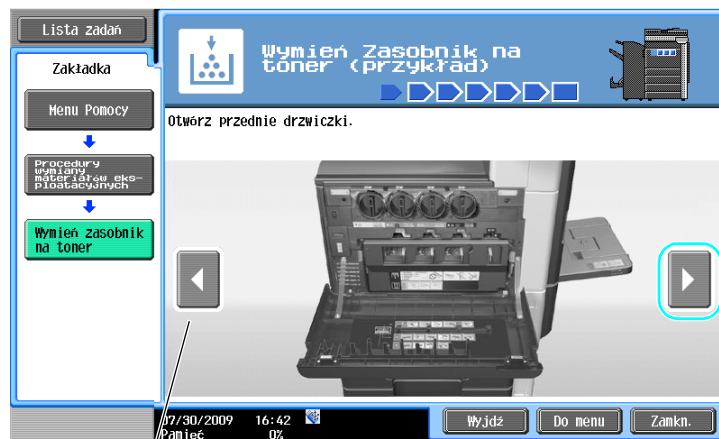 Lista zadań
Zakładka
Menu Pomocy
Procedury
wymiany
materiałów eks-
ploatacyjnych
Wymień zasobnik
na toner
Wymień Zasobnik na
toner (przykład)
Otwórz przednie drzwiczki.
07/30/2009 16:42
Pamięć 0%
Wyjdź
Do menu
Zamkn.